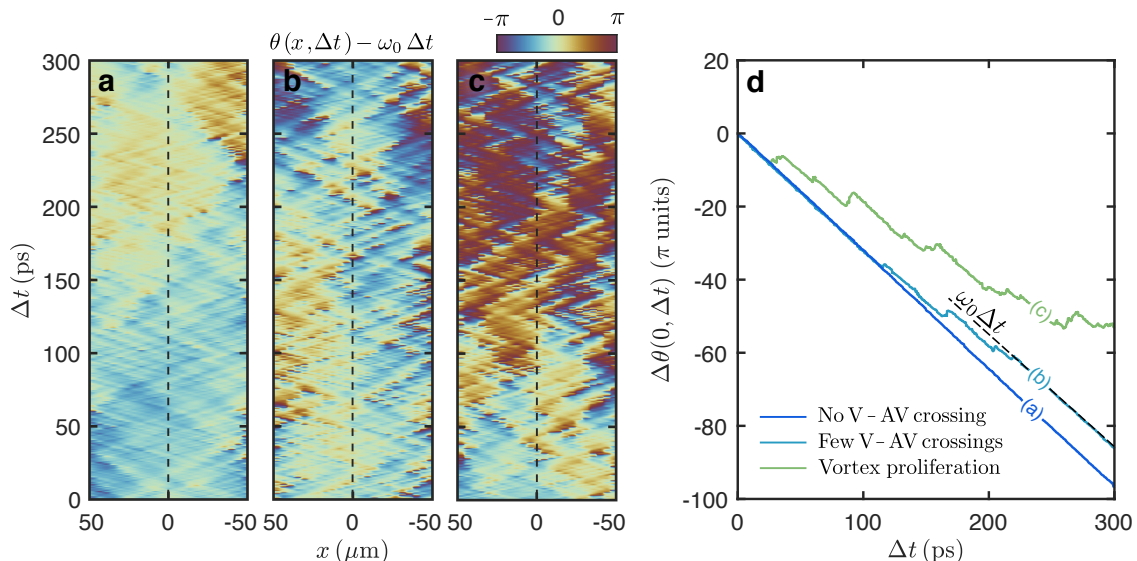 -π 0 π
θ(x, Δt) − ω₀ Δt
a b c d
300
250
200
150
100
50
0
Δt (ps)
50 0 -50 50 0 -50 50 0 -50
x (μm)
20
0
-20
-40
-60
-80
-100
Δθ(0, Δt) (π units)
-ω₀Δt
(c)
(b)
(a)
No V - AV crossing
Few V - AV crossings
Vortex proliferation
0 100 200 300
Δt (ps)